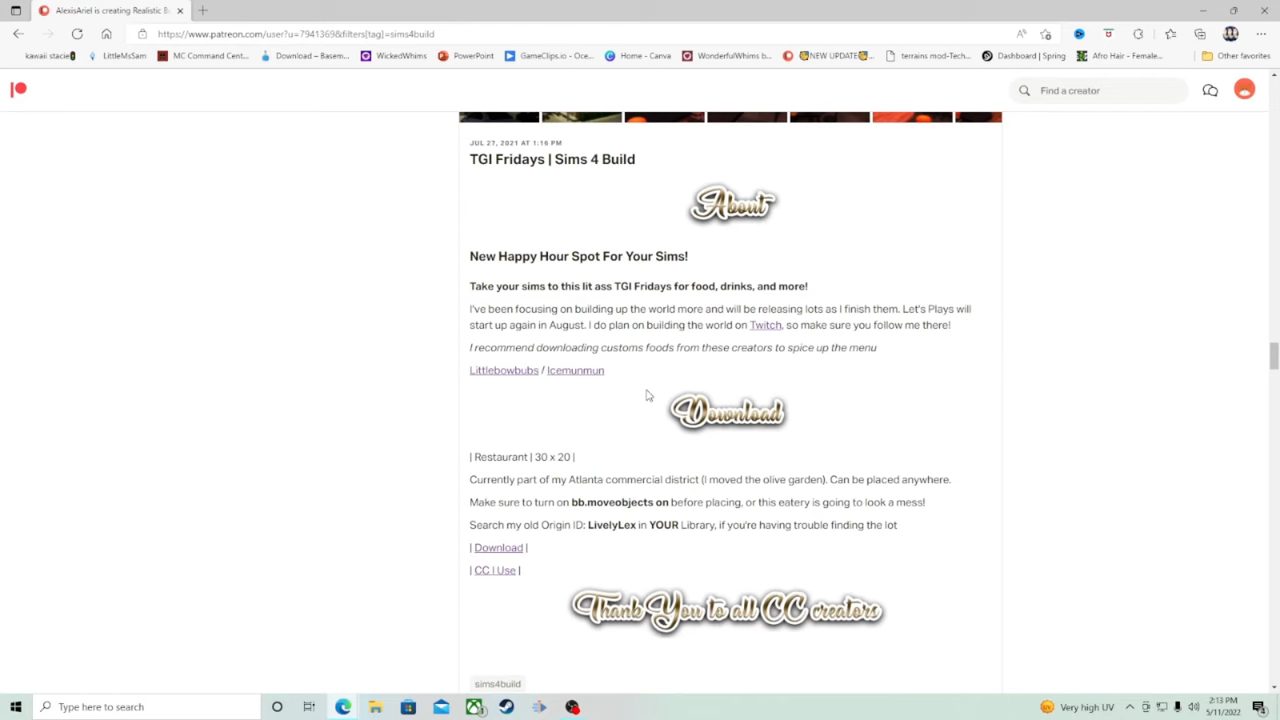 AlexisAriel is creating Realistic B
https://www.patreon.com/user?u=7941369&filters[tag]=sims4build
kawaii stacie
LittleMsSam
MC Command Cent...
Download – Basem...
WickedWhims
PowerPoint
GameClips.io - Oce...
Home - Canva
WonderfulWhims b...
NEW UPDATE
terrains mod-Tech...
Dashboard | Spring
Afro Hair - Female...
Other favorites
Find a creator
JUL 27, 2021 AT 1:16 PM
TGI Fridays | Sims 4 Build
About
New Happy Hour Spot For Your Sims!
Take your sims to this lit ass TGI Fridays for food, drinks, and more!
I've been focusing on building up the world more and will be releasing lots as I finish them. Let's Plays will
start up again in August. I do plan on building the world on Twitch, so make sure you follow me there!
I recommend downloading customs foods from these creators to spice up the menu
Littlebowbubs / Icemunmun
Download
| Restaurant | 30 x 20 |
Currently part of my Atlanta commercial district (I moved the olive garden). Can be placed anywhere.
Make sure to turn on bb.moveobjects on before placing, or this eatery is going to look a mess!
Search my old Origin ID: LivelyLex in YOUR Library, if you're having trouble finding the lot
| Download |
| CC I Use |
Thank You to all CC creators
sims4build
Type here to search
Very high UV
2:13 PM
5/11/2022